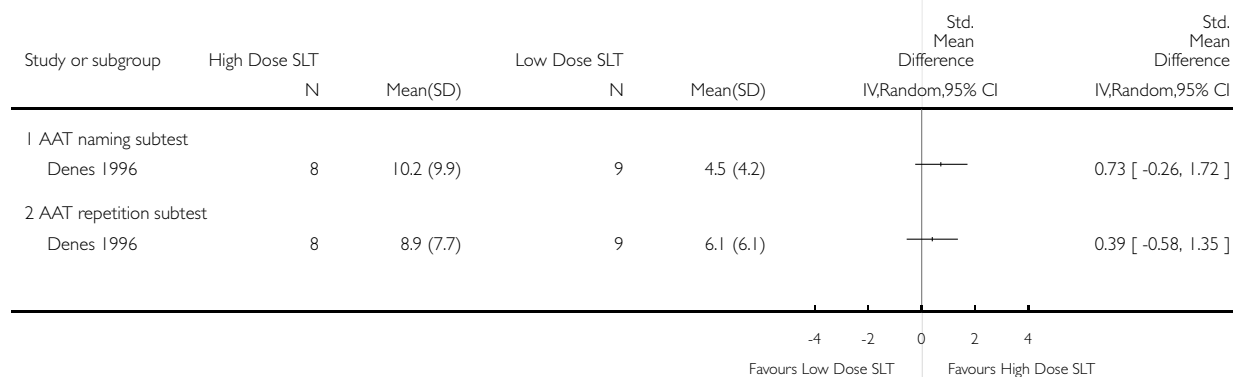 Study or subgroup High Dose SLT Low Dose SLT Std. Mean Difference Std. Mean Difference
N Mean(SD) N Mean(SD) IV,Random,95% CI IV,Random,95% CI
1 AAT naming subtest
Denes 1996 8 10.2 (9.9) 9 4.5 (4.2) 0.73 [ -0.26, 1.72 ]
2 AAT repetition subtest
Denes 1996 8 8.9 (7.7) 9 6.1 (6.1) 0.39 [ -0.58, 1.35 ]
-4 -2 0 2 4
Favours Low Dose SLT Favours High Dose SLT